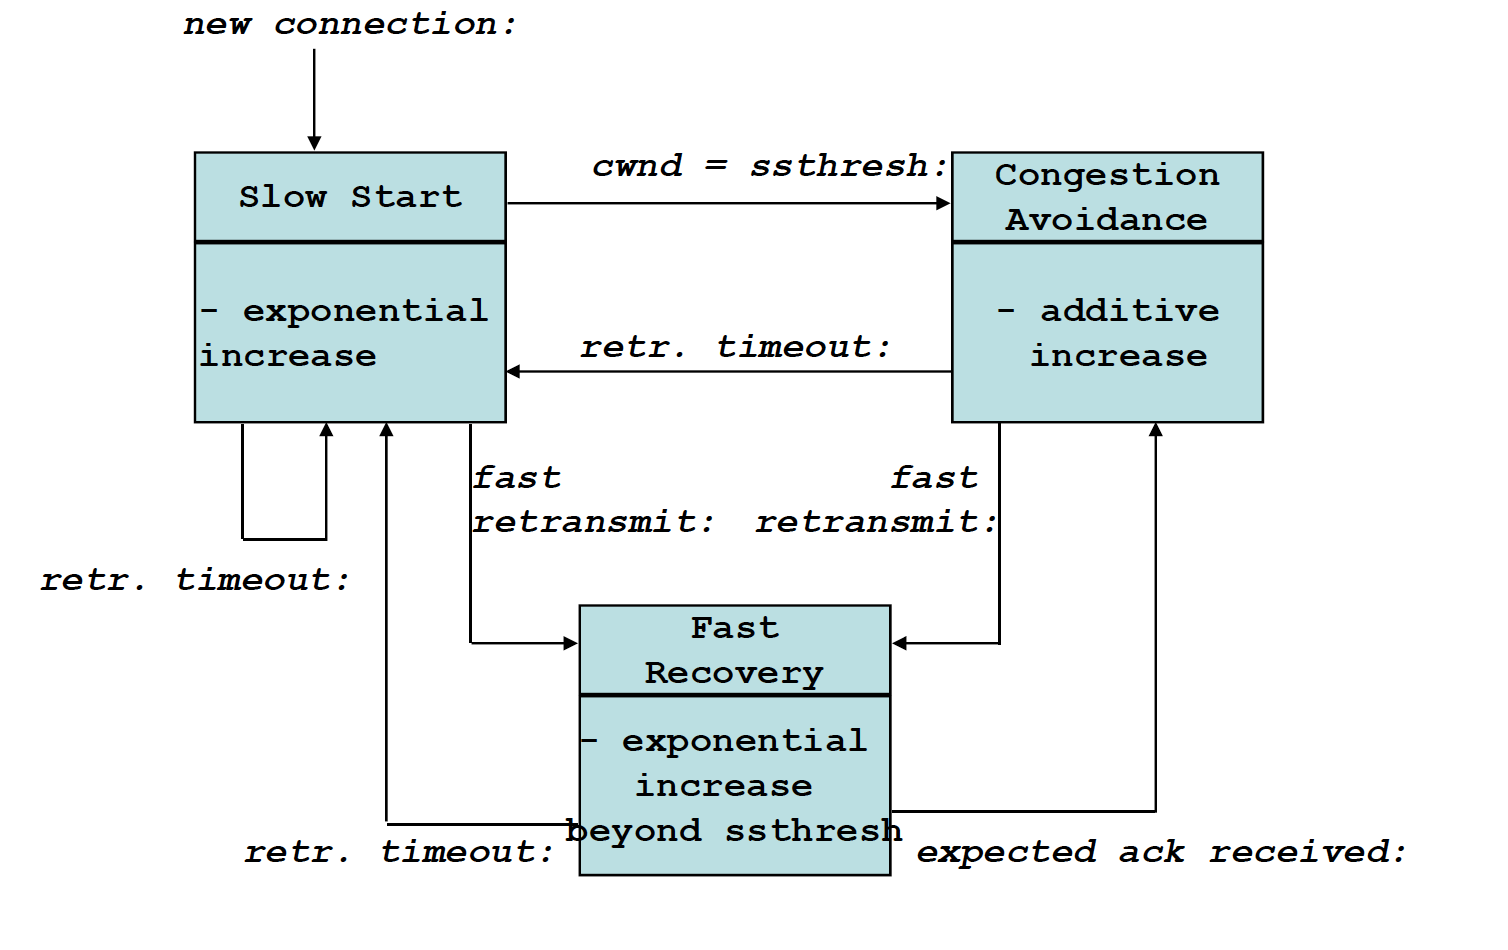 new connection:
cwnd = ssthresh:
Slow Start
Congestion
Avoidance
- exponential
increase
retr. timeout:
- additive
increase
fast
retransmit:
fast
retransmit:
retr. timeout:
Fast
Recovery
- exponential
increase
beyond ssthresh
retr. timeout:
expected ack received: